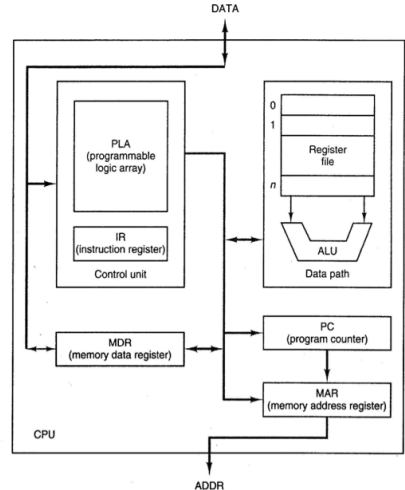 DATA
PLA
(programmable
logic array)
IR
(instruction register)
Control unit
0
1
n
Register
file
ALU
Data path
MDR
(memory data register)
PC
(program counter)
MAR
(memory address register)
CPU
ADDR